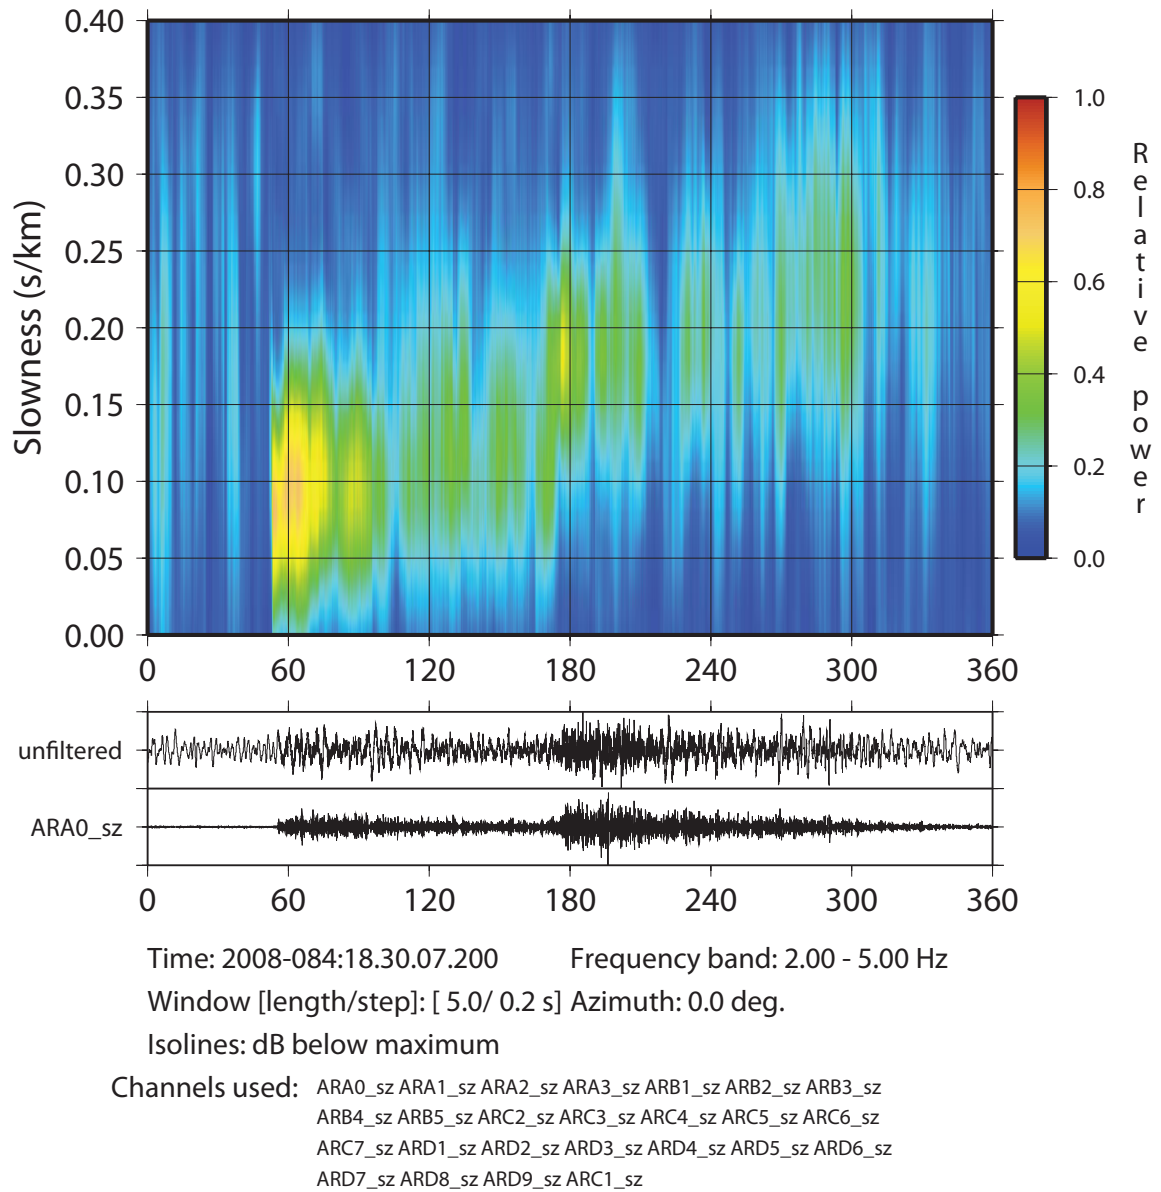 0.40
0.35
0.30
0.25
0.20
0.15
0.10
0.05
0.00
Slowness (s/km)
0 60 120 180 240 300 360
1.0
0.8
0.6
0.4
0.2
0.0
Relative power
unfiltered
ARA0_sz
0 60 120 180 240 300 360
Time: 2008-084:18.30.07.200 Frequency band: 2.00 - 5.00 Hz
Window [length/step]: [ 5.0/ 0.2 s] Azimuth: 0.0 deg.
Isolines: dB below maximum
Channels used: ARA0_sz ARA1_sz ARA2_sz ARA3_sz ARB1_sz ARB2_sz ARB3_sz
ARB4_sz ARB5_sz ARC2_sz ARC3_sz ARC4_sz ARC5_sz ARC6_sz
ARC7_sz ARD1_sz ARD2_sz ARD3_sz ARD4_sz ARD5_sz ARD6_sz
ARD7_sz ARD8_sz ARD9_sz ARC1_sz